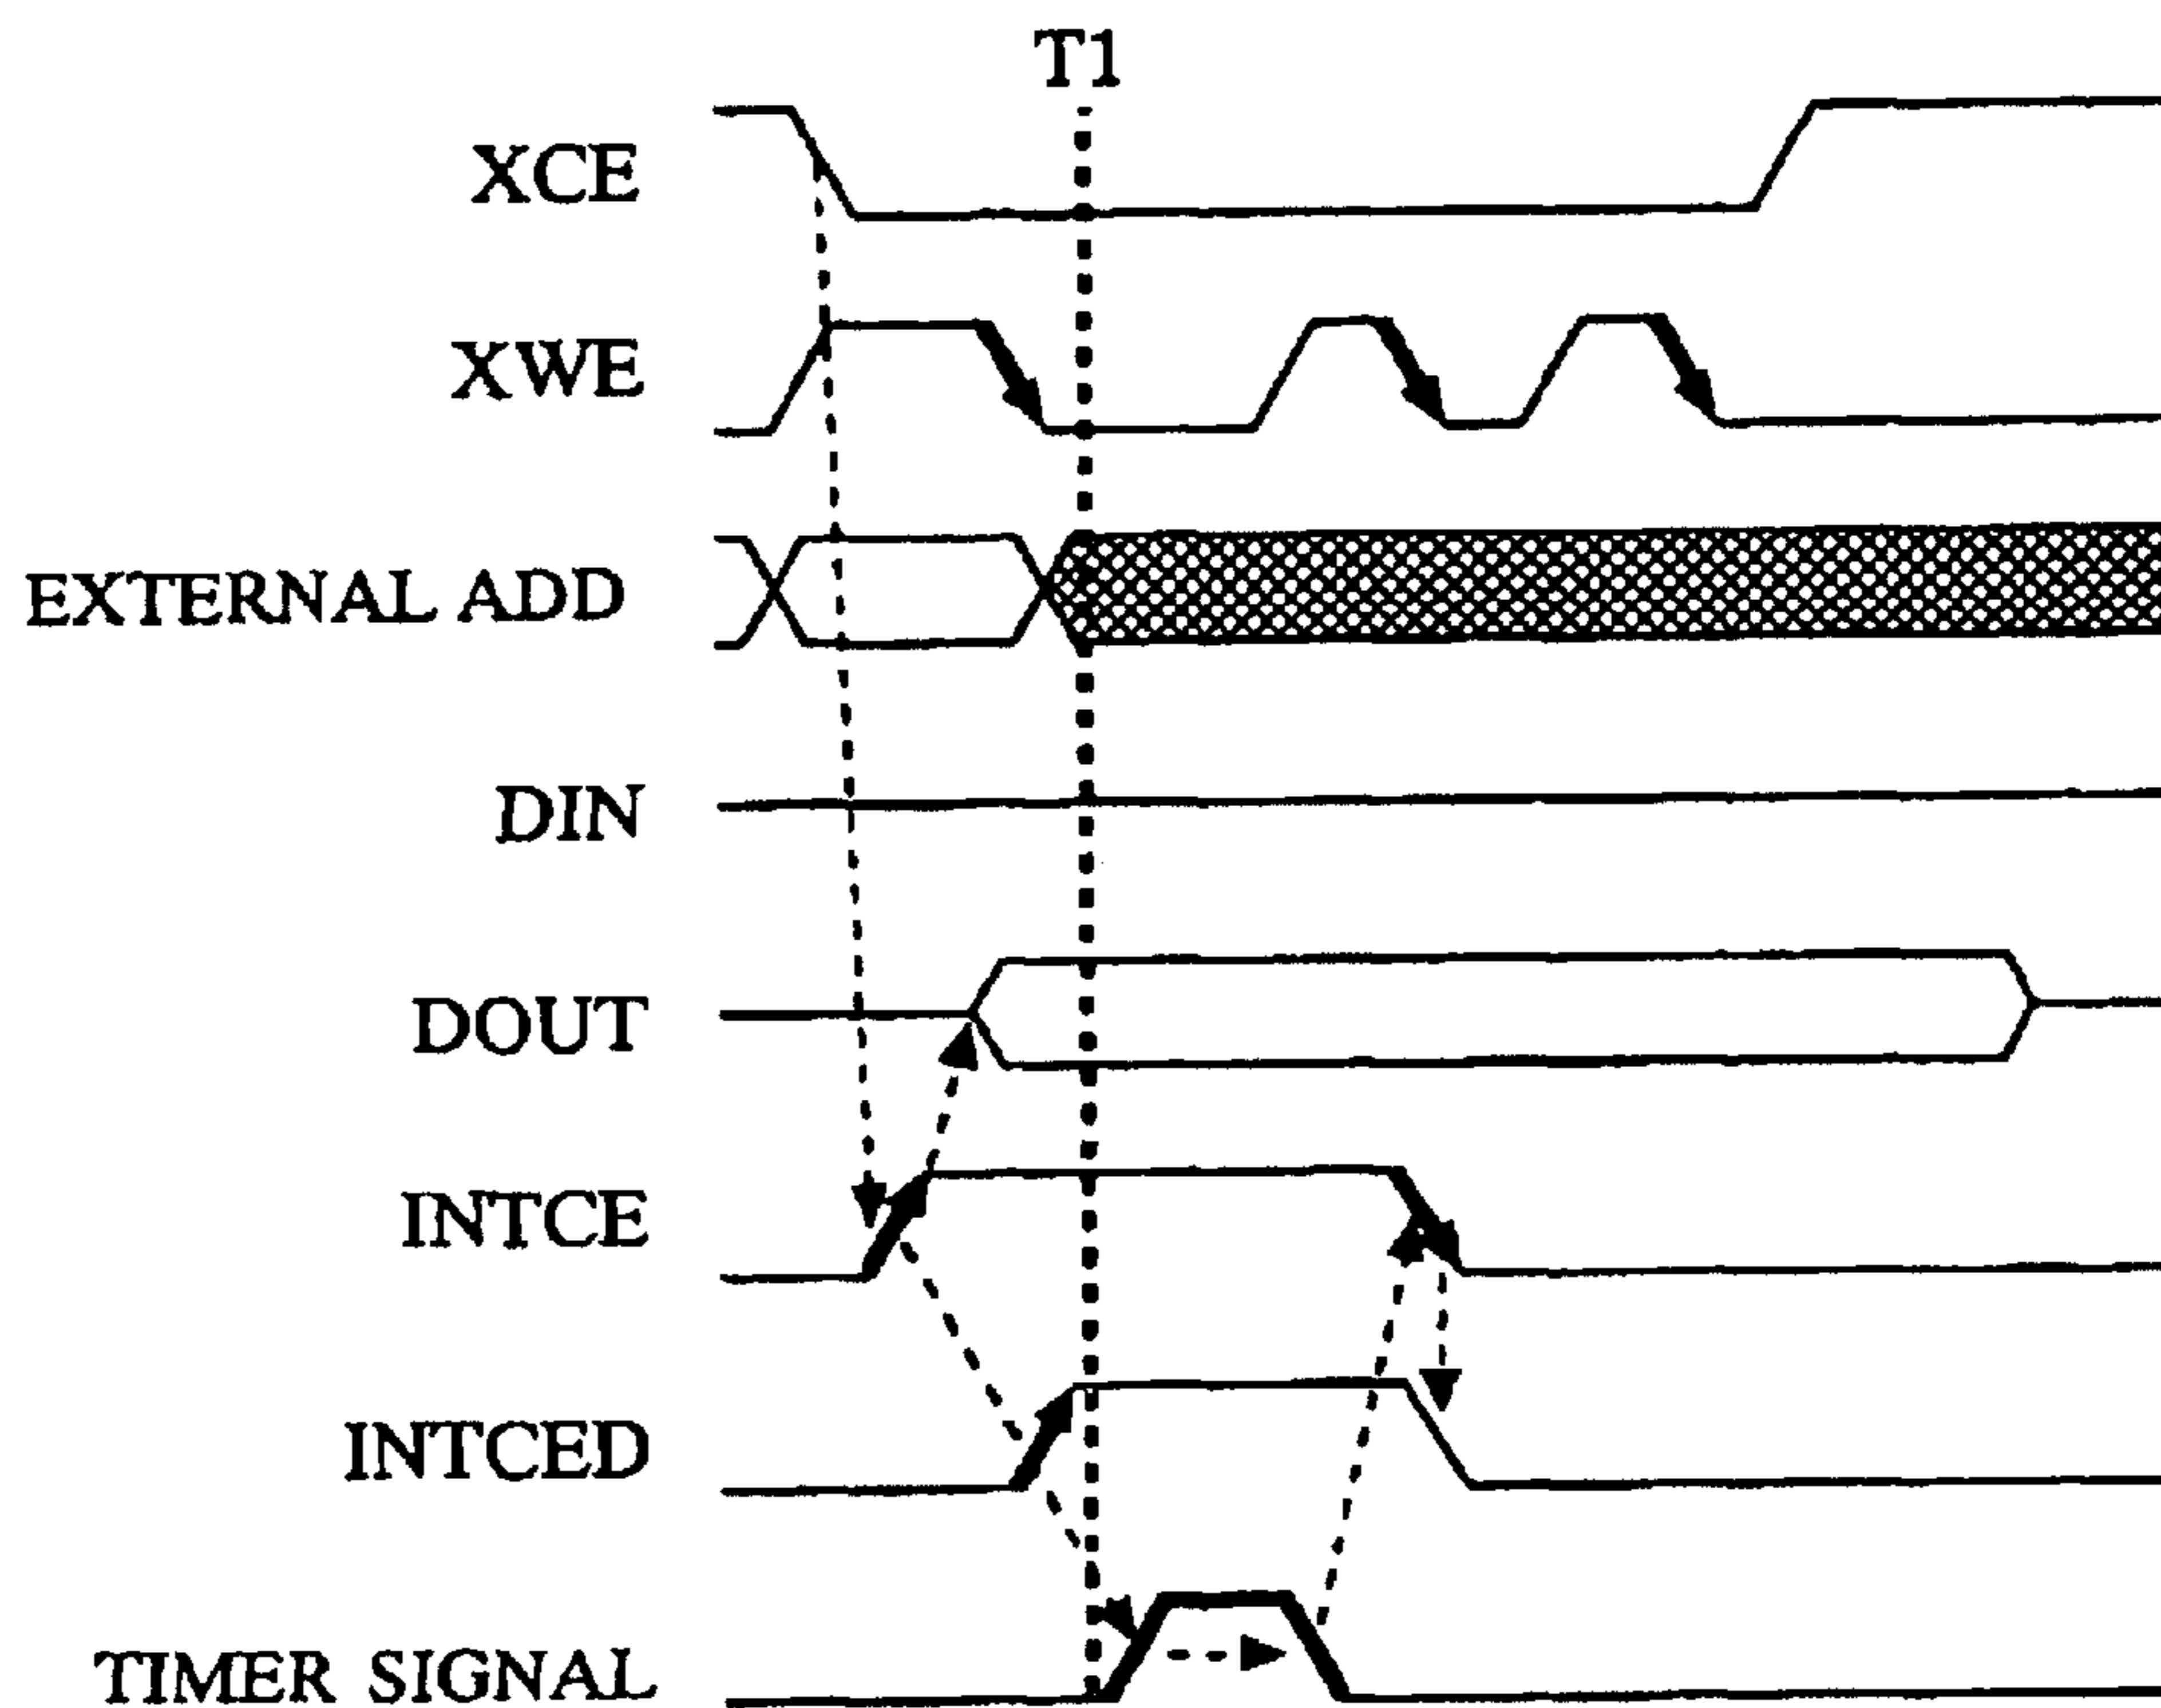 T1
XCE
XWE
EXTERNAL ADD
DIN
DOUT
INTCE
INTCED
TIMER SIGNAL